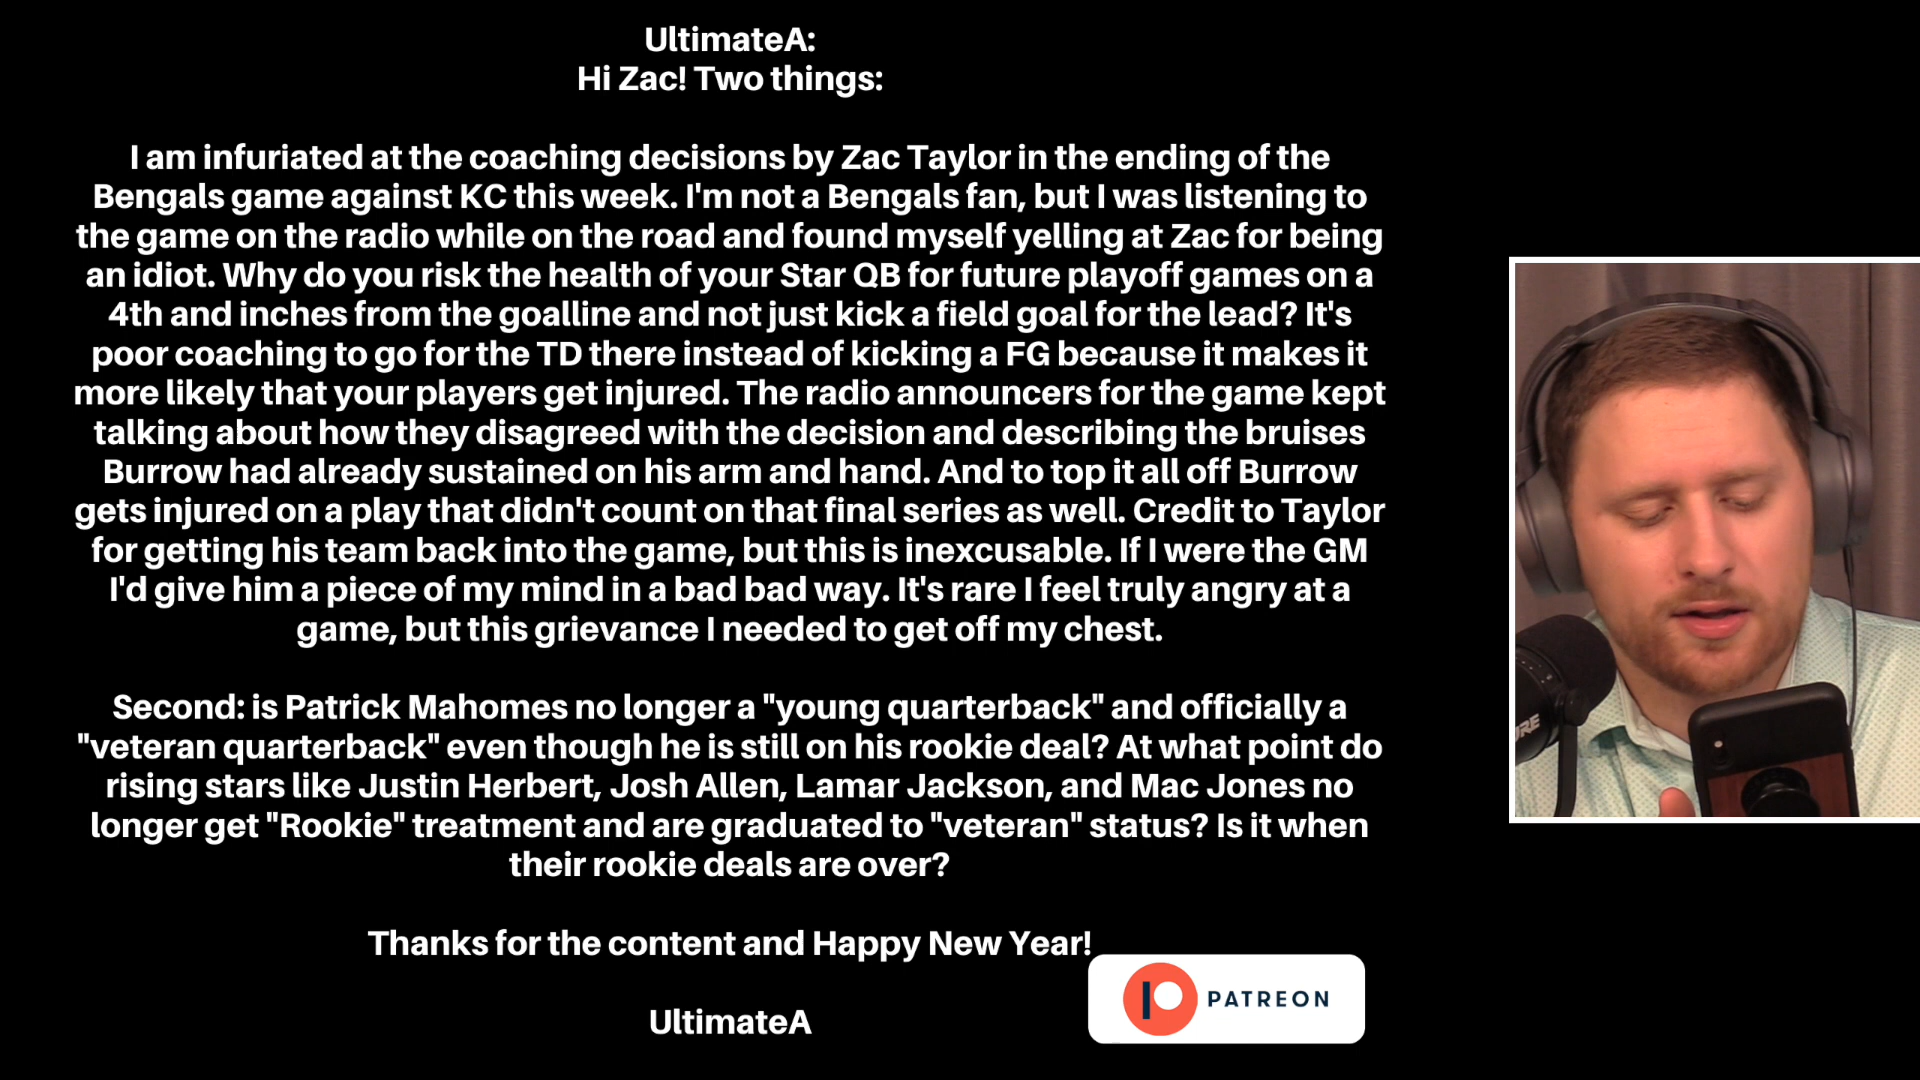 UltimateA:
Hi Zac! Two things:
I am infuriated at the coaching decisions by Zac Taylor in the ending of the
Bengals game against KC this week. I'm not a Bengals fan, but I was listening to
the game on the radio while on the road and found myself yelling at Zac for being
an idiot. Why do you risk the health of your Star QB for future playoff games on a
4th and inches from the goalline and not just kick a field goal for the lead? It's
poor coaching to go for the TD there instead of kicking a FG because it makes it
more likely that your players get injured. The radio announcers for the game kept
talking about how they disagreed with the decision and describing the bruises
Burrow had already sustained on his arm and hand. And to top it all off Burrow
gets injured on a play that didn't count on that final series as well. Credit to Taylor
for getting his team back into the game, but this is inexcusable. If I were the GM
I'd give him a piece of my mind in a bad bad way. It's rare I feel truly angry at a
game, but this grievance I needed to get off my chest.
Second: is Patrick Mahomes no longer a "young quarterback" and officially a
"veteran quarterback" even though he is still on his rookie deal? At what point do
rising stars like Justin Herbert, Josh Allen, Lamar Jackson, and Mac Jones no
longer get "Rookie" treatment and are graduated to "veteran" status? Is it when
their rookie deals are over?
Thanks for the content and Happy New Year!
PATREON
UltimateA